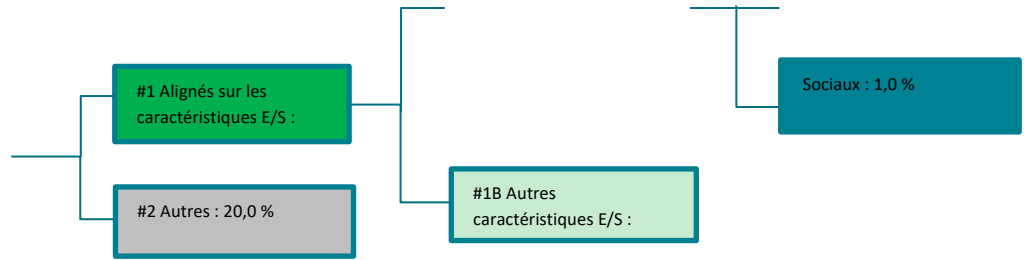 #1 Alignés sur les
caractéristiques E/S :
#2 Autres : 20,0 %
#1B Autres
caractéristiques E/S :
Sociaux : 1,0 %